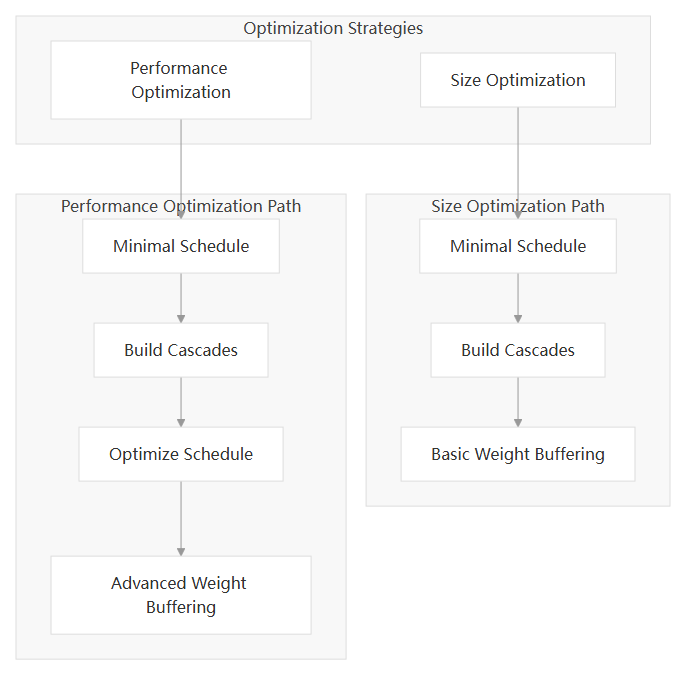 Optimization Strategies
Performance
Optimization
Size Optimization
Performance Optimization Path
Minimal Schedule
Build Cascades
Optimize Schedule
Advanced Weight
Buffering
Size Optimization Path
Minimal Schedule
Build Cascades
Basic Weight Buffering